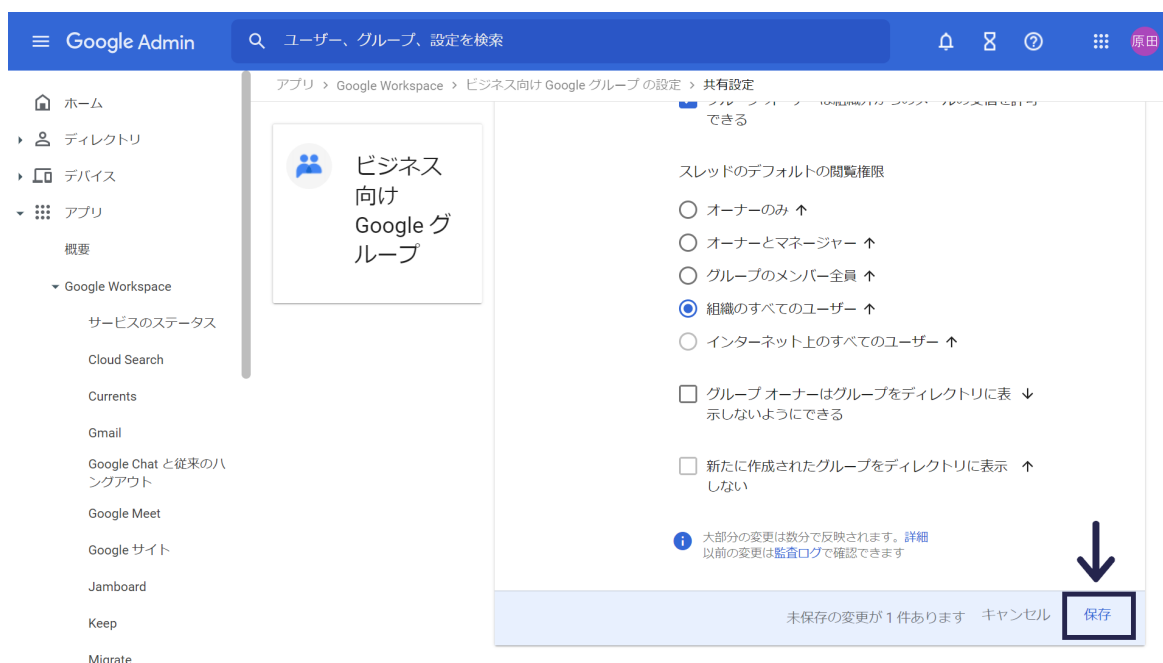 Google Admin
ユーザー、グループ、設定を検索
原田
アプリ > Google Workspace > ビジネス向け Google グループ の設定 > 共有設定
ホーム
ディレクトリ
デバイス
アプリ
概要
Google Workspace
サービスのステータス
Cloud Search
Currents
Gmail
Google Chat と従来のハ
ングアウト
Google Meet
Google サイト
Jamboard
Keep
Migrate
ビジネス
向け
Google グ
ループ
できる
スレッドのデフォルトの閲覧権限
オーナーのみ ↑
オーナーとマネージャー ↑
グループのメンバー全員 ↑
組織のすべてのユーザー ↑
インターネット上のすべてのユーザー ↑
グループ オーナーはグループをディレクトリに表 ↓
示しないようにできる
新たに作成されたグループをディレクトリに表示 ↑
しない
大部分の変更は数分で反映されます。詳細
以前の変更は監査ログで確認できます
未保存の変更が 1 件あります キャンセル 保存